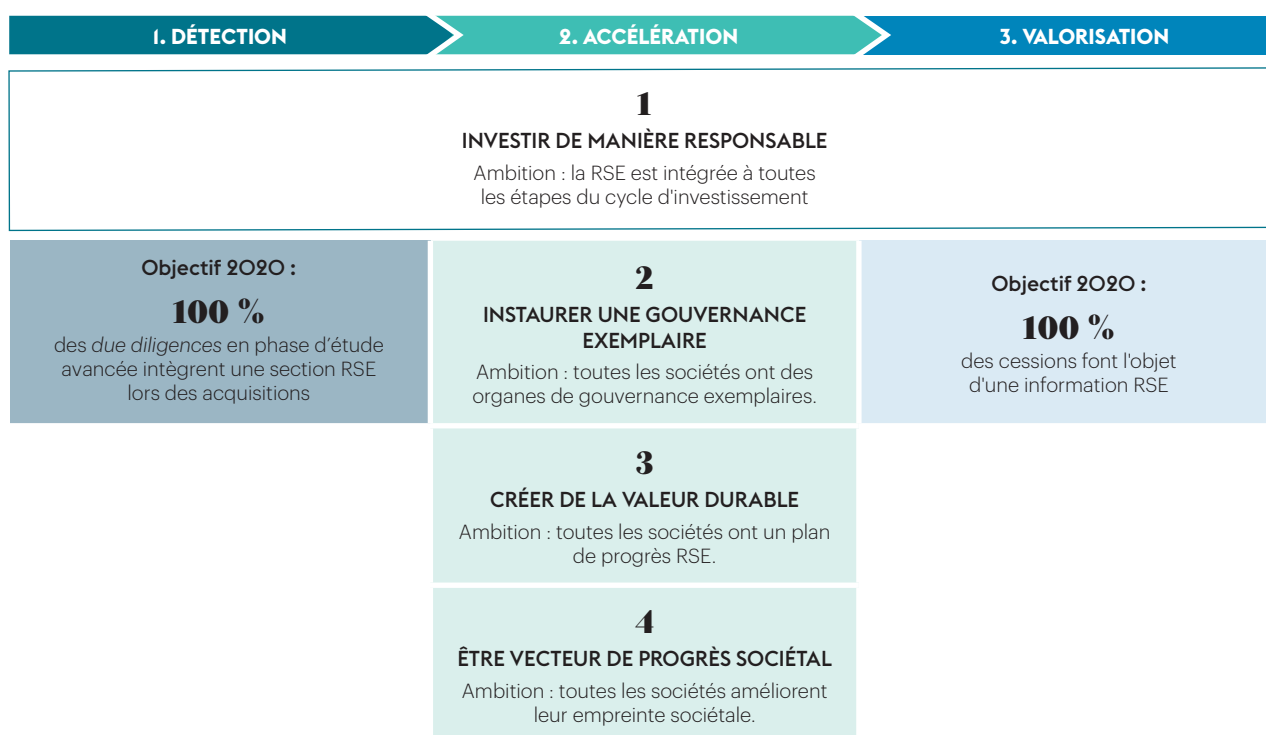 1. DÉTECTION
2. ACCÉLÉRATION
3. VALORISATION
1
INVESTIR DE MANIÈRE RESPONSABLE
Ambition : la RSE est intégrée à toutes
les étapes du cycle d'investissement
Objectif 2020 :
100 %
des due diligences en phase d’étude
avancée intègrent une section RSE
lors des acquisitions
2
INSTAURER UNE GOUVERNANCE
EXEMPLAIRE
Ambition : toutes les sociétés ont des
organes de gouvernance exemplaires.
Objectif 2020 :
100 %
des cessions font l'objet
d'une information RSE
3
CRÉER DE LA VALEUR DURABLE
Ambition : toutes les sociétés ont un plan
de progrès RSE.
4
ÊTRE VECTEUR DE PROGRÈS SOCIÉTAL
Ambition : toutes les sociétés améliorent
leur empreinte sociétale.